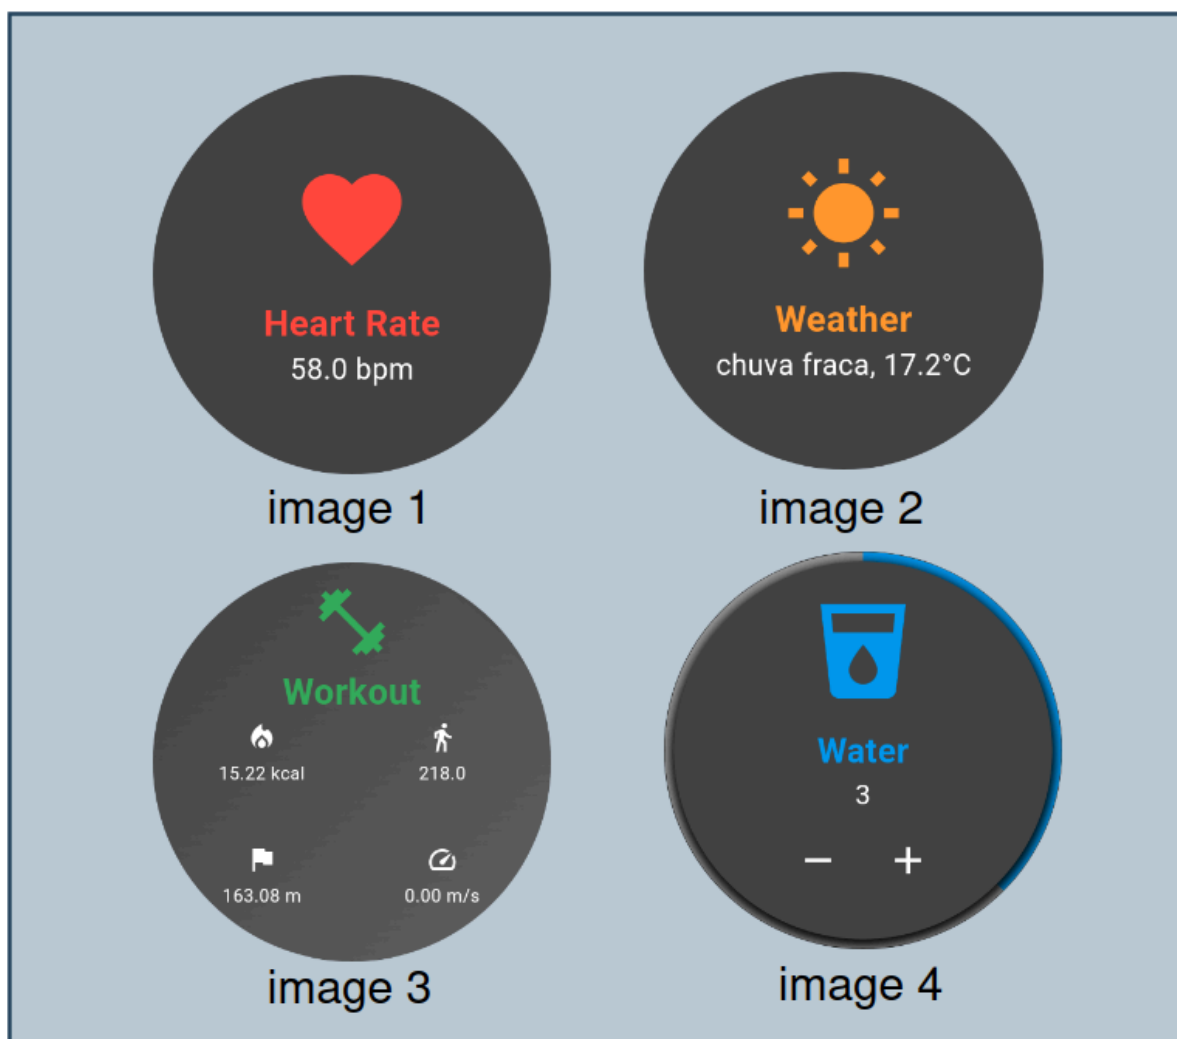 Heart Rate
58.0 bpm
image 1
Weather
chuva fraca, 17.2°C
image 2
Workout
15.22 kcal
218.0
163.08 m
0.00 m/s
image 3
Water
3
− +
image 4